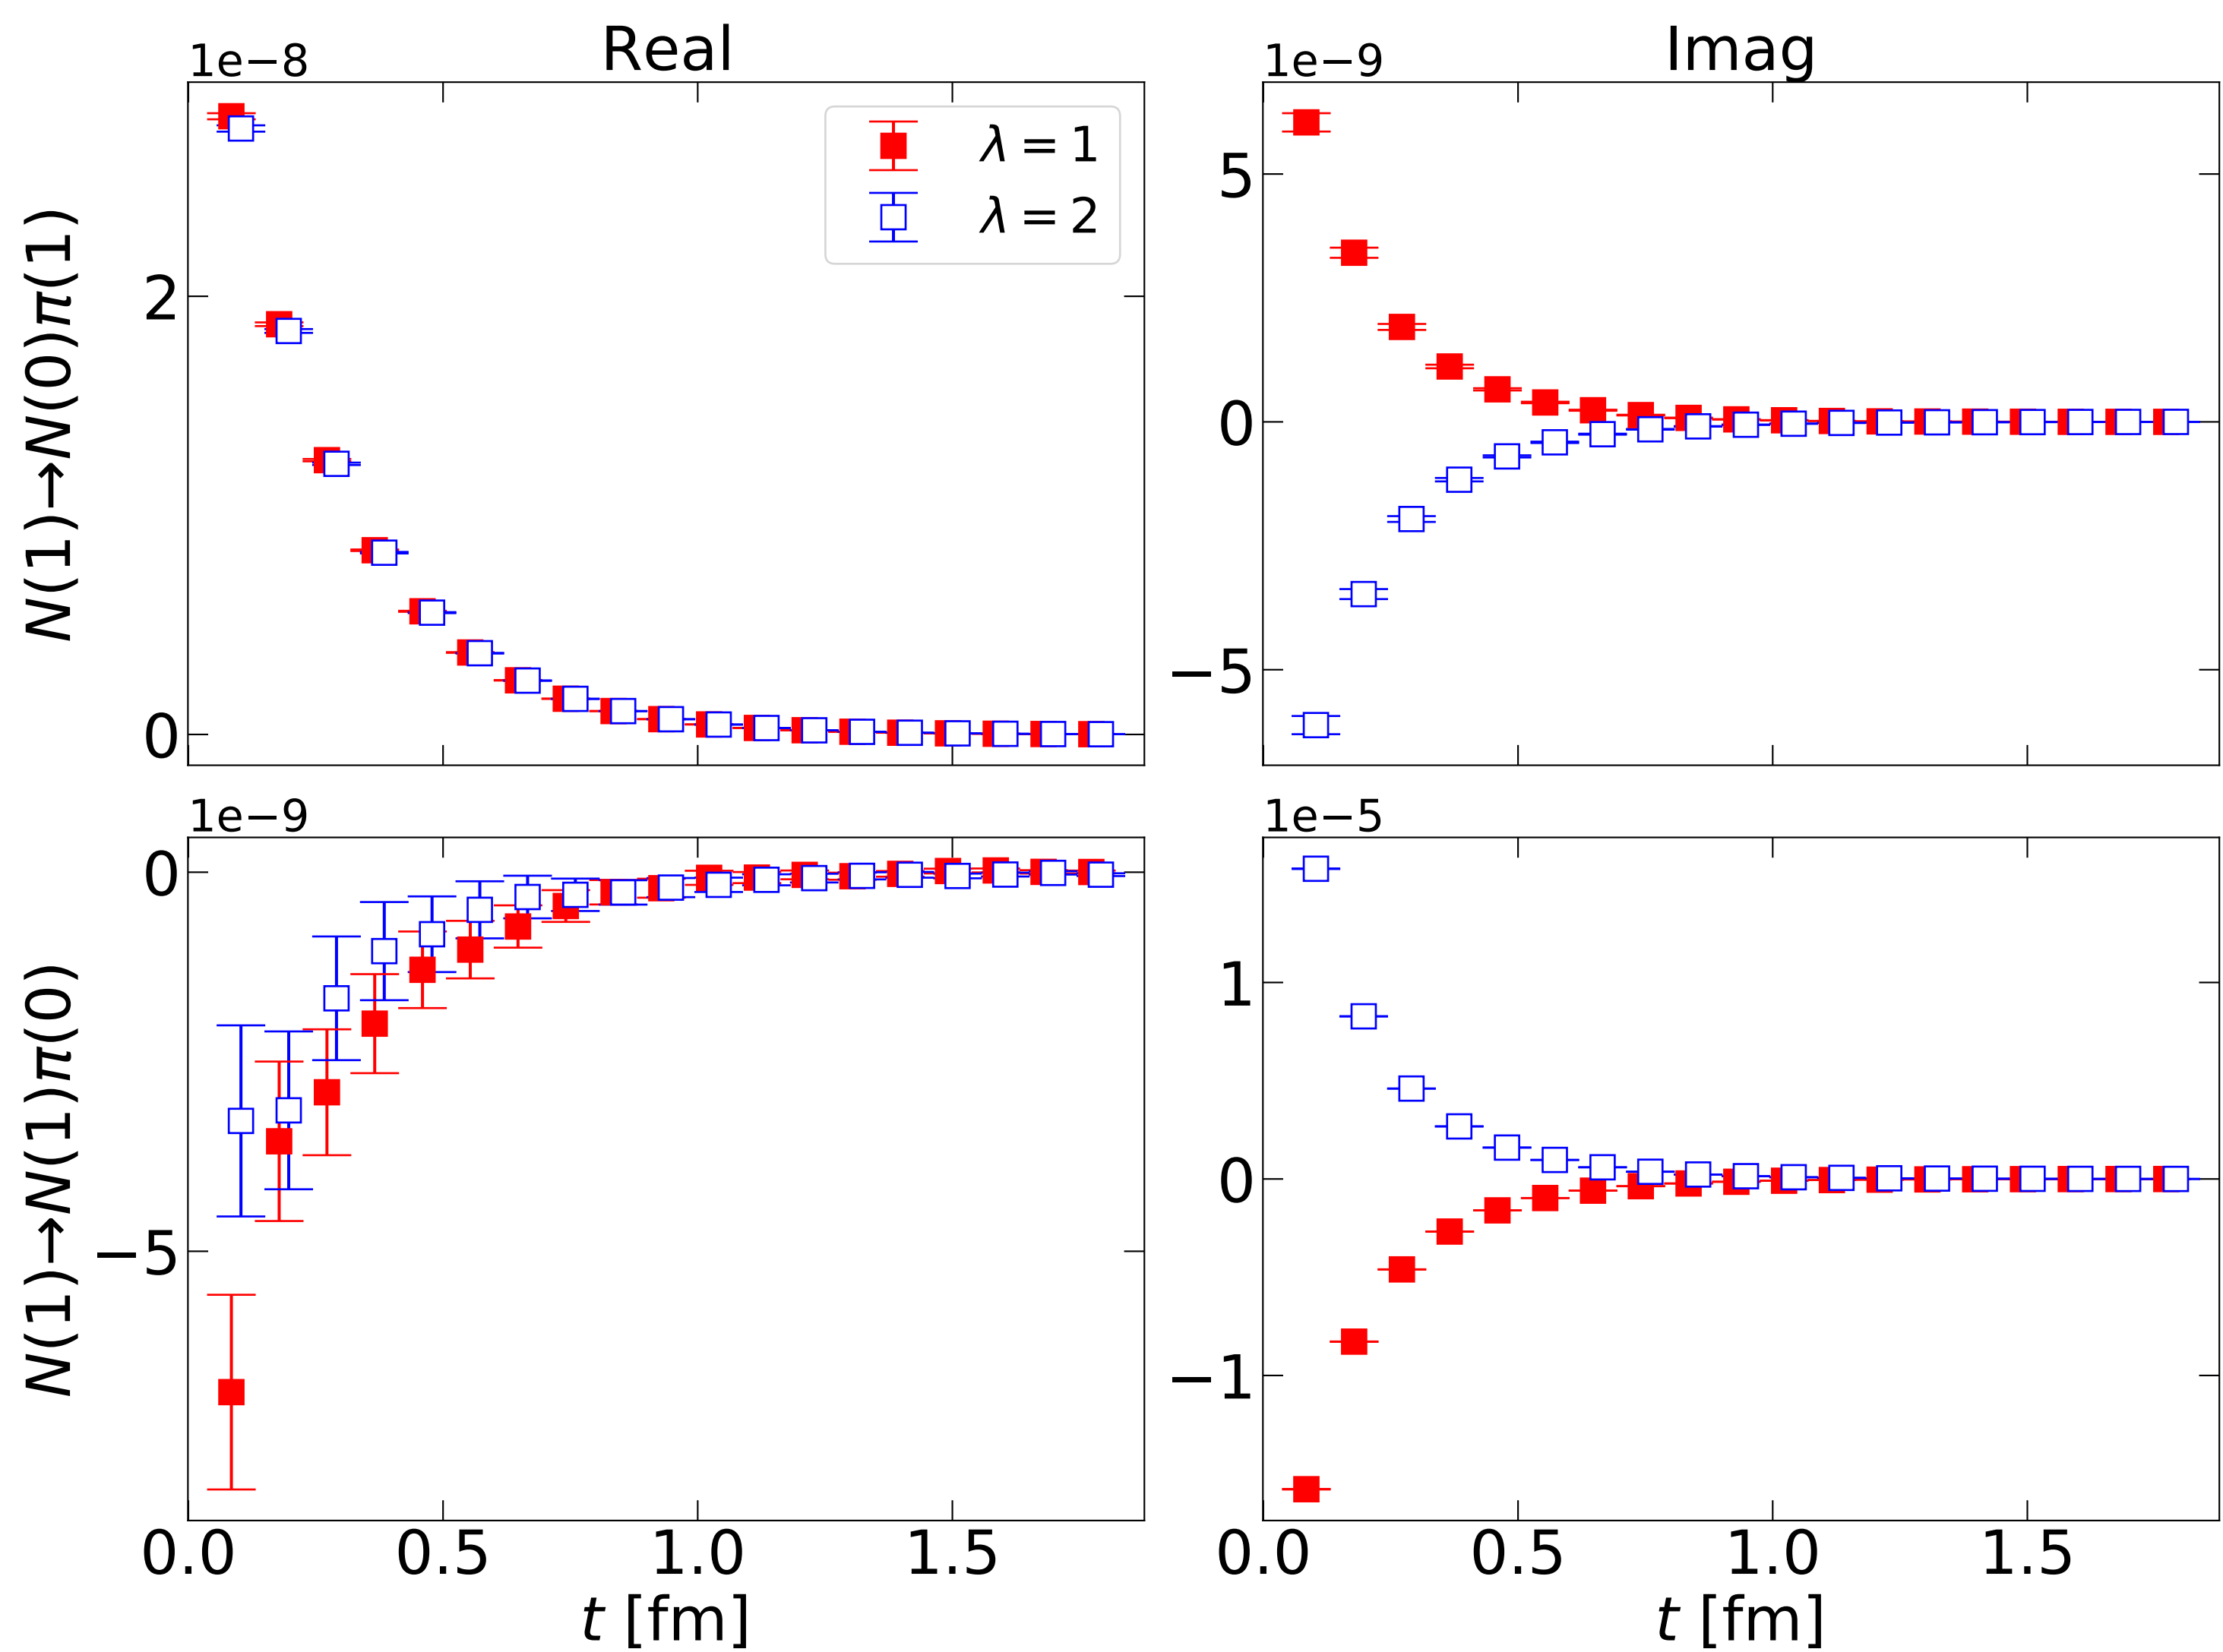 Real
Imag
1e−8
1e−9
λ = 1
λ = 2
N(1)→N(0)π(1)
2
0
5
0
−5
1e−9
1e−5
N(1)→N(1)π(0)
0
−5
1
0
−1
0.0 0.5 1.0 1.5
0.0 0.5 1.0 1.5
t [fm]
t [fm]